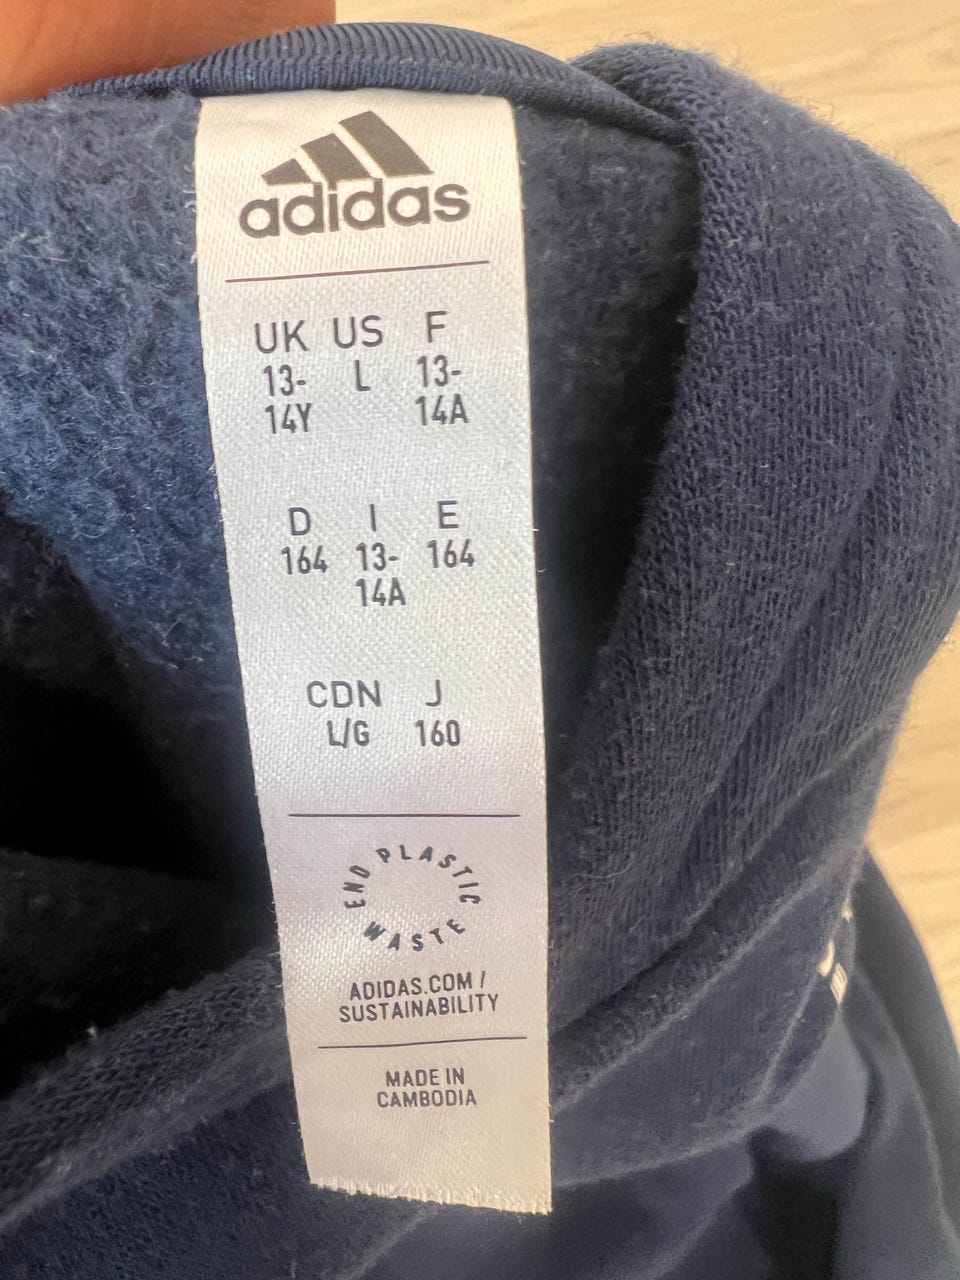 adidas
UK US F
13- L 13-
14Y 14A
D I E
164 13- 164
14A
CDN J
L/G 160
END PLASTIC WASTE
ADIDAS.COM /
SUSTAINABILITY
MADE IN
CAMBODIA